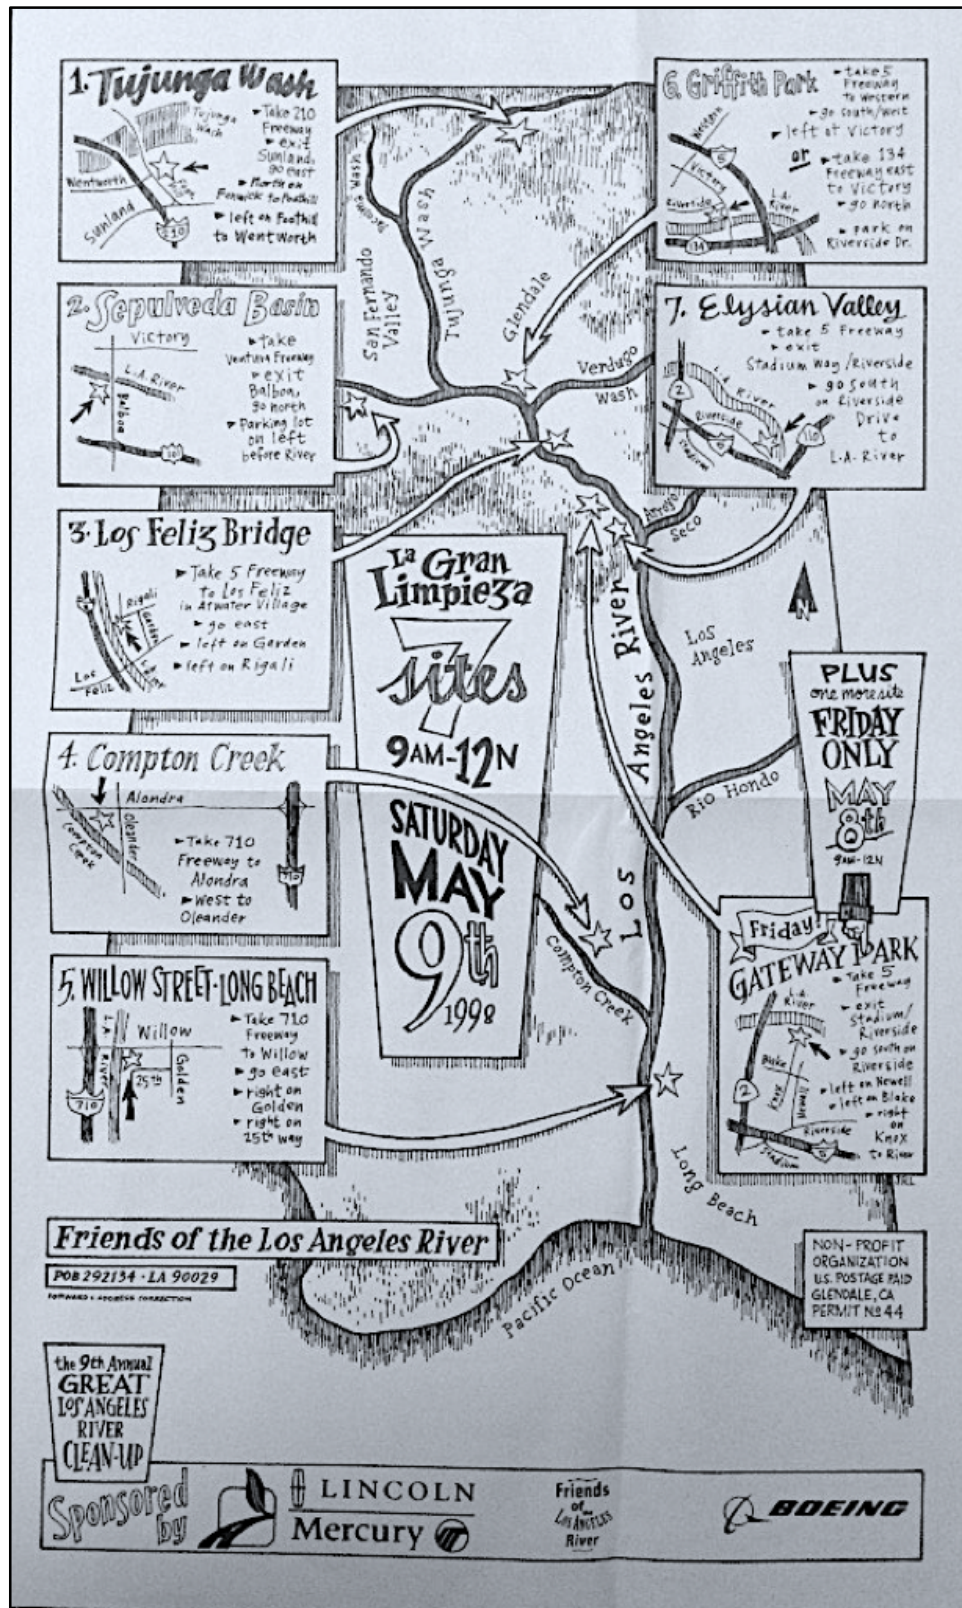 1. Tujunga Wash
Tujunga
Wash
Wentworth
Sunland
210
▸ Take 210
Freeway
▸ exit
Sunland,
go east
▸ North on
Fenwick to Foothill
▸ left on Foothill
to Wentworth
2. Sepulveda Basin
Victory
L.A. River
Balboa
101
▸ take
Ventura Freeway
▸ exit
Balboa,
go north
▸ Parking lot
on left
before River
3. Los Feliz Bridge
Rigali
Garden
Los
Feliz
L.A.
River
5
▸ Take 5 Freeway
to Los Feliz
in Atwater Village
▸ go east
▸ left on Garden
▸ left on Rigali
4. Compton Creek
Alondra
Oleander
Compton
Creek
710
▸ Take 710
Freeway to
Alondra
▸ West to
Oleander
5. WILLOW STREET · LONG BEACH
L.A.
River
Willow
25th
Golden
710
▸ Take 710
Freeway
to Willow
▸ go east
▸ right on
Golden
▸ right on
25th way
6. Griffith Park
Western
5
Victory
Riverside
L.A.
River
134
▸ take 5
Freeway
to Western
▸ go south/west
▸ left at Victory
or ▸ take 134
Freeway east
to Victory
▸ go north
▸ park on
Riverside Dr.
7. Elysian Valley
2
L.A. River
Riverside
Stadium
5
110
▸ take 5 Freeway
▸ exit
Stadium Way / Riverside
▸ go south
on Riverside
Drive
to
L.A. River
Pacoima Wash
San Fernando
Valley
Tujunga Wash
Glendale
Verdugo
Wash
Arroyo
Seco
Los Angeles River
Los
Angeles
N
Rio Hondo
Compton Creek
Long Beach
Pacific Ocean
La Gran
Limpieza
7
sites
9AM-12N
SATURDAY
MAY
9th
1998
PLUS
one more site
FRIDAY
ONLY
MAY
8th
9AM-12N
Friday!
GATEWAY PARK
L.A.
River
Blake
Knox
Newell
2
Riverside
Stadium
5
▸ Take 5
Freeway
▸ exit
Stadium/
Riverside
▸ go south on
Riverside
▸ left on Newell
▸ left on Blake
▸ right
on
Knox
to River
Friends of the Los Angeles River
POB 292134 · LA 90029
FORWARD & ADDRESS CORRECTION
NON-PROFIT
ORGANIZATION
U.S. POSTAGE PAID
GLENDALE, CA
PERMIT No 44
the 9th Annual
GREAT
LOS ANGELES
RIVER
CLEAN-UP
Sponsored
by
LINCOLN
Mercury
Friends
of
the
Los Angeles
River
BOEING